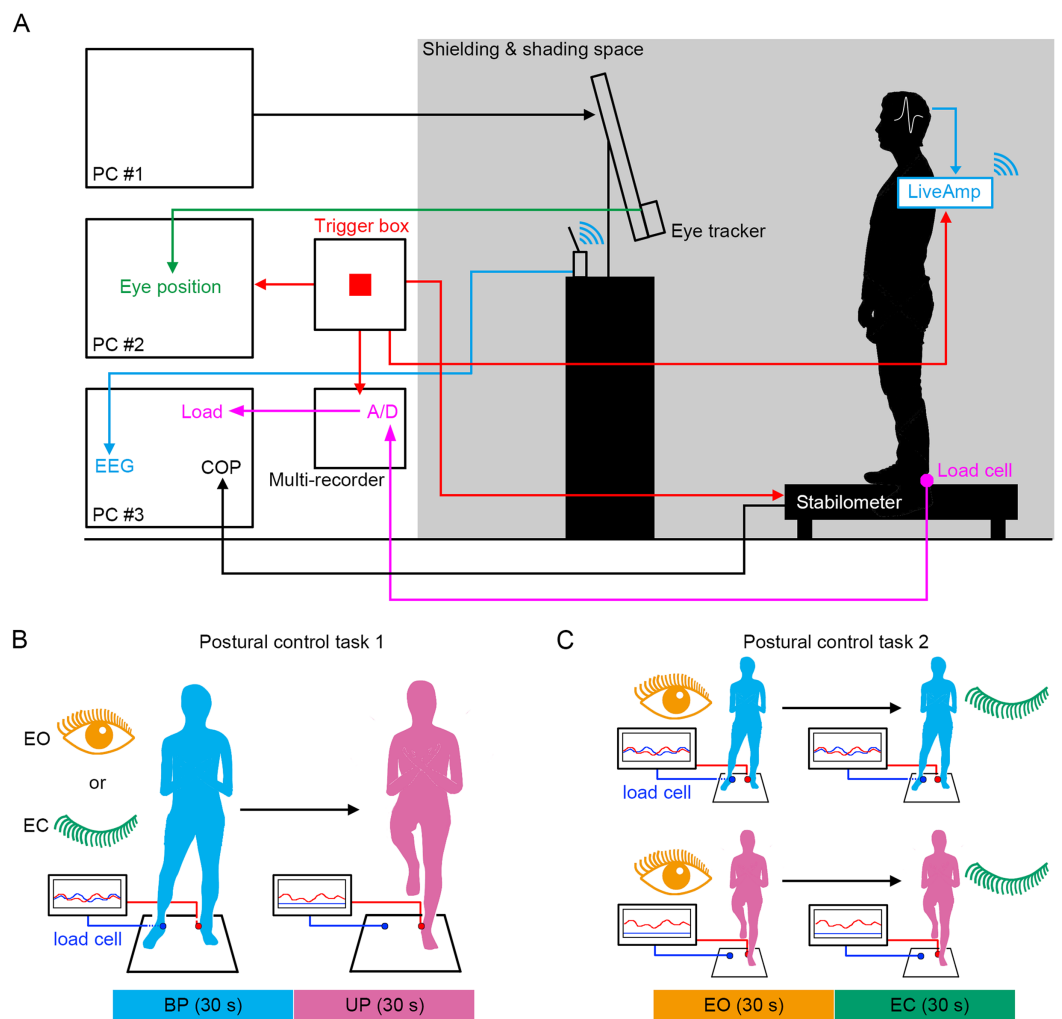 A
Shielding & shading space
PC #1
LiveAmp
Trigger box
Eye tracker
Eye position
PC #2
Load
A/D
EEG
COP
Multi-recorder
Load cell
PC #3
Stabilometer
B
Postural control task 1
EO
or
EC
load cell
BP (30 s)
UP (30 s)
C
Postural control task 2
load cell
EO (30 s)
EC (30 s)